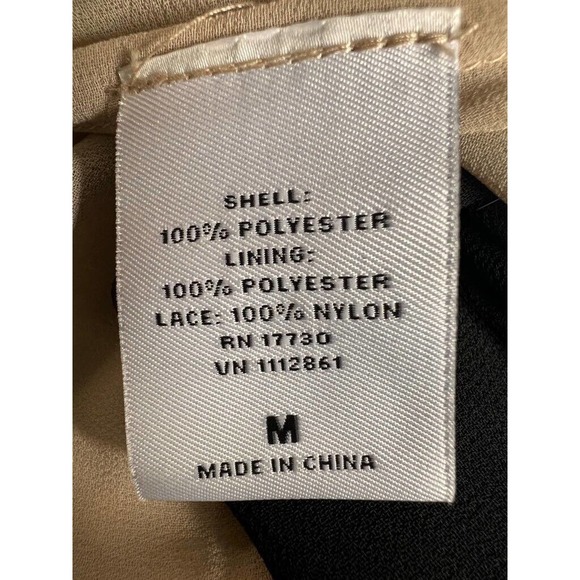 SHELL:
100% POLYESTER
LINING:
100% POLYESTER
LACE: 100% NYLON
RN 17730
VN 1112861
M
MADE IN CHINA